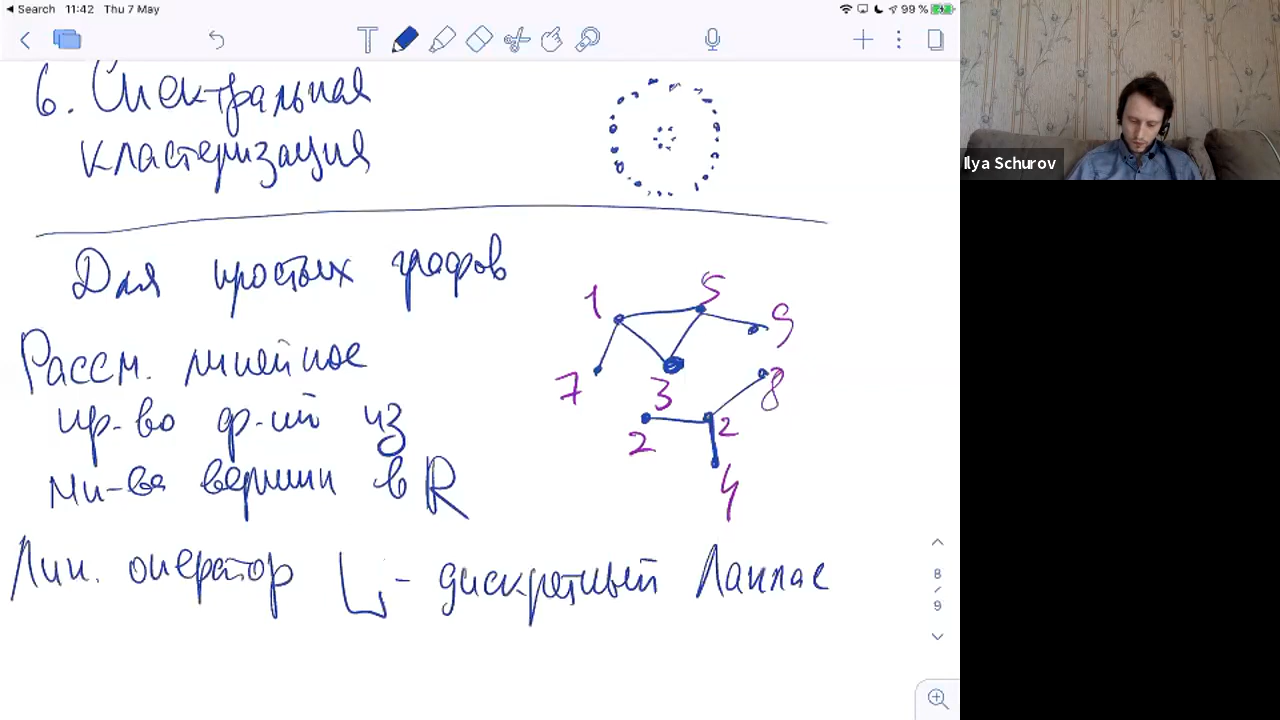 Search 11:42 Thu 7 May 99 %
T
6. Спектральная
кластеризация
Ilya Schurov
Для простых графов
1 5 9
7 3 8
2 2
4
Рассм. линейное
пр-во ф-ий из
мн-ва вершин в R
Лин. оператор L - дискретный Лаплас
8
/
9